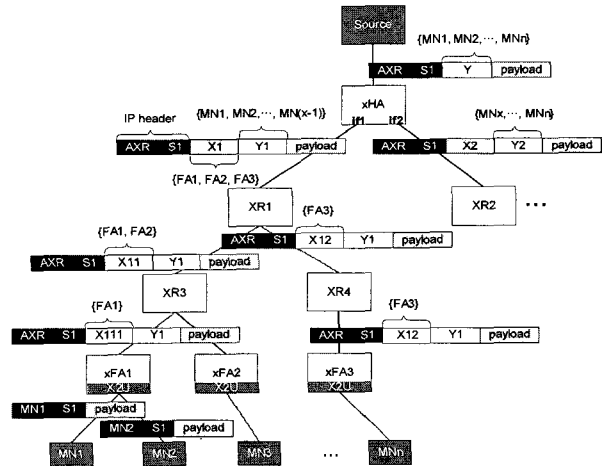 Source
{MN1, MN2,···, MNn}
AXR S1 Y payload
xHA
if1 if2
IP header
{MN1, MN2,···, MN(x-1)}
{MNx,···, MNn}
AXR S1 X1 Y1 payload
AXR S1 X2 Y2 payload
{FA1, FA2, FA3}
XR1
XR2 ···
{FA3}
{FA1, FA2}
AXR S1 X12 Y1 payload
AXR S1 X11 Y1 payload
XR3
XR4
{FA1}
{FA3}
AXR S1 X111 Y1 payload
AXR S1 X12 Y1 payload
xFA1
xFA2
xFA3
X2U
X2U
X2U
MN1 S1 payload
MN2 S1 payload
MN1
MN2
MN3
···
MNn